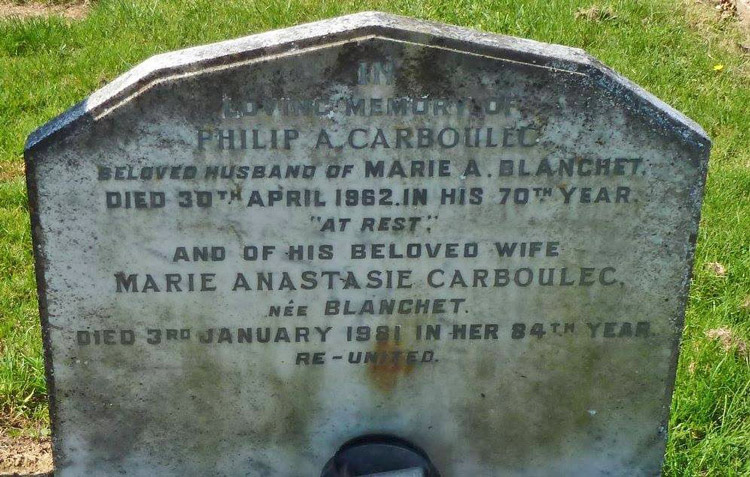 IN
LOVING MEMORY OF
PHILIP A. CARBOULEC
BELOVED HUSBAND OF MARIE A. BLANCHET.
DIED 30TH APRIL 1962. IN HIS 70TH YEAR.
"AT REST".
AND OF HIS BELOVED WIFE
MARIE ANASTASIE CARBOULEC,
NÉE BLANCHET.
DIED 3RD JANUARY 1981 IN HER 84TH YEAR.
RE-UNITED.